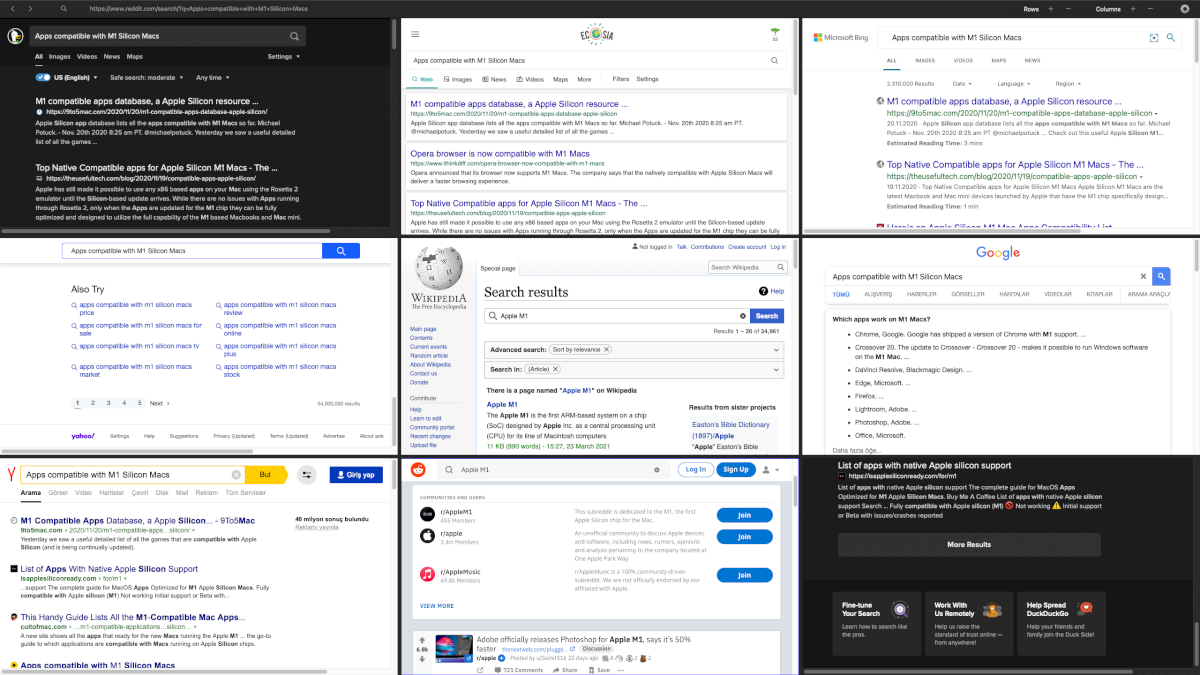 https://www.reddit.com/search/?q=Apps+compatible+with+M1+Silicon+Macs
Rows + −
Columns + −
Apps compatible with M1 Silicon Macs
All Images Videos News Maps
Settings
US (English) Safe search: moderate Any time
M1 compatible apps database, a Apple Silicon resource ...
https://9to5mac.com/2020/11/20/m1-compatible-apps-database-apple-silicon/
Apple Silicon app database lists all the apps compatible with M1 Macs so far. Michael
Potuck. - Nov. 20th 2020 8:25 am PT. @michaelpotuck. Yesterday we saw a useful detailed
list of all the games ...
Top Native Compatible apps for Apple Silicon M1 Macs - The ...
https://theusefultech.com/blog/2020/11/19/compatible-apps-apple-silicon/
Apple has still made it possible to use any x86 based apps on your Mac using the Rosetta 2
emulator until the Silicon-based update arrives. While there are no issues with Apps running
through Rosetta 2, only when the Apps are updated for the M1 chip they can be fully
optimized and designed to utilize the full capability of the M1 based Macbooks and Mac mini.
ECOSIA
Apps compatible with M1 Silicon Macs
Web Images News Videos Maps More Filters Settings
M1 compatible apps database, a Apple Silicon resource ...
https://9to5mac.com/2020/11/20/m1-compatible-apps-database-apple-silicon
Apple Silicon app database lists all the apps compatible with M1 Macs so far. Michael Potuck. - Nov. 20th 2020 8:25 am PT.
@michaelpotuck. Yesterday we saw a useful detailed list of all the games ...
Opera browser is now compatible with M1 Macs
https://www.ithinkdiff.com/opera-browser-now-compatible-with-m1-macs
Opera announced that its browser now supports M1 Macs. The company says that the natively compatible with Apple Silicon Macs will
deliver a faster browsing experience.
Top Native Compatible apps for Apple Silicon M1 Macs - The ...
https://theusefultech.com/blog/2020/11/19/compatible-apps-apple-silicon
Apple has still made it possible to use any x86 based apps on your Mac using the Rosetta 2 emulator until the Silicon-based update
arrives. While there are no issues with Apps running through Rosetta 2, only when the Apps are updated for the M1 chip they can be fully
Microsoft Bing
Apps compatible with M1 Silicon Macs
ALL IMAGES VIDEOS MAPS NEWS
2.310.000 Results Date Language Region
M1 compatible apps database, a Apple Silicon resource ...
https://9to5mac.com/2020/11/20/m1-compatible-apps-database-apple-silicon
20.11.2020 · Apple Silicon app database lists all the apps compatible with M1 Macs so far. Michael
Potuck - Nov. 20th 2020 8:25 am PT @michaelpotuck ... Check out this useful Apple Silicon M1...
Estimated Reading Time: 3 mins
Top Native Compatible apps for Apple Silicon M1 Macs - The ...
https://theusefultech.com/blog/2020/11/19/compatible-apps-apple-silicon
19.11.2020 · Top Native Compatible apps for Apple Silicon M1 Macs Apple Silicon M1 Macs are the
latest Macbook and Mac mini devices launched by Apple that have the M1 chip specifically design...
Estimated Reading Time: 1 min
Here's an Apple Silicon M1 Mac App Compatibility List
Apps compatible with M1 Silicon Macs
Also Try
apps compatible with m1 silicon macs
price
apps compatible with m1 silicon macs
review
apps compatible with m1 silicon macs for
sale
apps compatible with m1 silicon macs
online
apps compatible with m1 silicon macs tv
apps compatible with m1 silicon macs
plus
apps compatible with m1 silicon macs
market
apps compatible with m1 silicon macs
stock
1 2 3 4 5 Next >
yahoo! Settings Help Suggestions Privacy (Updated) Terms (Updated) Advertise About ads
WIKIPEDIA
The Free Encyclopedia
Main page
Contents
Current events
Random article
About Wikipedia
Contact us
Donate
Contribute
Help
Learn to edit
Community portal
Recent changes
Upload file
Not logged in Talk Contributions Create account Log in
Special page
Search Wikipedia
Search results
Help
Apple M1
Search
Results 1 – 20 of 34,961
Advanced search: Sort by relevance ×
Search in: (Article) ×
There is a page named "Apple M1" on Wikipedia
Apple M1
The Apple M1 is the first ARM-based system on a chip
(SoC) designed by Apple Inc. as a central processing unit
(CPU) for its line of Macintosh computers
11 KB (990 words) - 15:27, 23 March 2021
Results from sister projects
Easton's Bible Dictionary
(1897)/Apple
"Apple" Easton's Bible
Google
Apps compatible with M1 Silicon Macs
TÜMÜ ALIŞVERİŞ HABERLER GÖRSELLER HARİTALAR VİDEOLAR KİTAPLAR ARAMA ARAÇLA
Which apps work on M1 Macs?
• Chrome, Google. Google has shipped a version of Chrome with M1 support. ...
• Crossover 20. The update to Crossover - Crossover 20 - makes it possible to run Windows software
on the M1 Mac. ...
• DaVinci Resolve, Blackmagic Design. ...
• Edge, Microsoft. ...
• Firefox. ...
• Lightroom, Adobe. ...
• Photoshop, Adobe. ...
• Office, Microsoft.
Daha fazla öğe...
Y
Apps compatible with M1 Silicon Macs
Bul
Giriş yap
Arama Görsel Video Haritalar Çeviri Disk Mail Reklam Tüm Servisler
M1 Compatible Apps Database, a Apple Silicon... - 9To5Mac
9to5mac.com › 2020/11/20/m1-compatible-apps…silicon/
Yesterday we saw a useful detailed list of all the games that are compatible with Apple
Silicon (and is being continually updated).
40 milyon sonuç bulundu
Reklamı yayınla
List of Apps With Native Apple Silicon Support
isapplesiliconready.com › for/m1
...support The complete guide for MacOS Apps Optimized for M1 Apple Silicon Macs. Fully
compatible with Apple silicon (M1) Not working Initial support or Beta with...
This Handy Guide Lists All the M1-Compatible Mac Apps...
cultofmac.com › ...m1-compatible-applications...silicon.
A new site shows all the apps that ready for the new Macs running the Apple M1 ... the go-to
guide to which applications are compatible with Macs running on Apple Silicon chips.
Apps compatible with M1 Silicon Macs
Apple M1
Log In
Sign Up
COMMUNITIES AND USERS
r/AppleM1
455 Members
This subreddit is dedicated to the M1, the first
Apple Silicon chip for the Mac.
Join
r/apple
2.4m Members
An unofficial community to discuss Apple devices
and software, including news, rumors, opinions
and analysis pertaining to the company located at
One Apple Park Way.
Join
r/AppleMusic
69.8k Members
r/AppleMusic is a 100% community-driven
subreddit. We are not officially endorsed by nor
affiliated with Apple.
Join
VIEW MORE
6.8k
Adobe officially releases Photoshop for Apple M1, says it's 50%
faster thenextweb.com/plugge... Discussion
r/apple Posted by u/Sumit316 22 days ago
723 Comments Share Save ...
List of apps with native Apple silicon support
https://isapplesiliconready.com/for/m1
List of apps with native Apple silicon support The complete guide for MacOS Apps
Optimized for M1 Apple Silicon Macs. Buy Me A Coffee List of apps with native Apple silicon
support Search ... Fully compatible with Apple silicon (M1) Not working Initial support
or Beta with issues/crashes reported
More Results
Fine-tune
Your Search
Learn how to search like
the pros.
Work With
Us Remotely
Help us raise the
standard of trust online —
from anywhere!
Help Spread
DuckDuckGo
Help your friends and
family join the Duck Side!